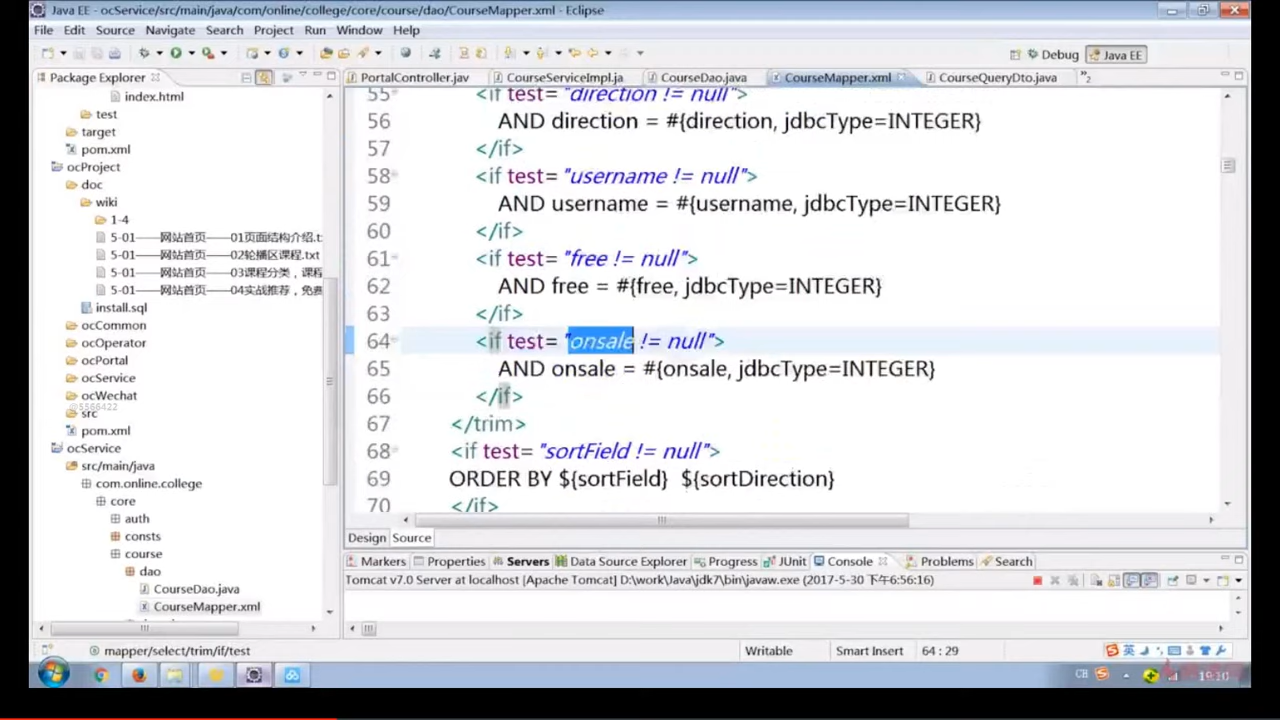 Java EE - ocService/src/main/java/com/online/college/core/course/dao/CourseMapper.xml - Eclipse
File Edit Source Navigate Search Project Run Window Help
Debug Java EE
Package Explorer
PortalController.jav CourseServiceImpl.ja CourseDao.java CourseMapper.xml CourseQueryDto.java »2
index.html
test
target
pom.xml
ocProject
doc
wiki
1-4
5-01——网站首页——01页面结构介绍.t
5-01——网站首页——02轮播区课程.txt
5-01——网站首页——03课程分类，课程
5-01——网站首页——04实战推荐，免费
install.sql
ocCommon
ocOperator
ocPortal
ocService
ocWechat
@5566422
src
pom.xml
ocService
src/main/java
com.online.college
core
auth
consts
course
dao
CourseDao.java
CourseMapper.xml
55 <if test= "direction != null">
56 AND direction = #{direction, jdbcType=INTEGER}
57 </if>
58 <if test= "username != null">
59 AND username = #{username, jdbcType=INTEGER}
60 </if>
61 <if test= "free != null">
62 AND free = #{free, jdbcType=INTEGER}
63 </if>
64 <if test= "onsale != null">
65 AND onsale = #{onsale, jdbcType=INTEGER}
66 </if>
67 </trim>
68 <if test= "sortField != null">
69 ORDER BY ${sortField} ${sortDirection}
70 </if>
Design Source
Markers Properties Servers Data Source Explorer Progress JUnit Console Problems Search
Tomcat v7.0 Server at localhost [Apache Tomcat] D:\work\Java\jdk7\bin\javaw.exe (2017-5-30 下午6:56:16)
mapper/select/trim/if/test Writable Smart Insert 64 : 29 英
CH 19:10